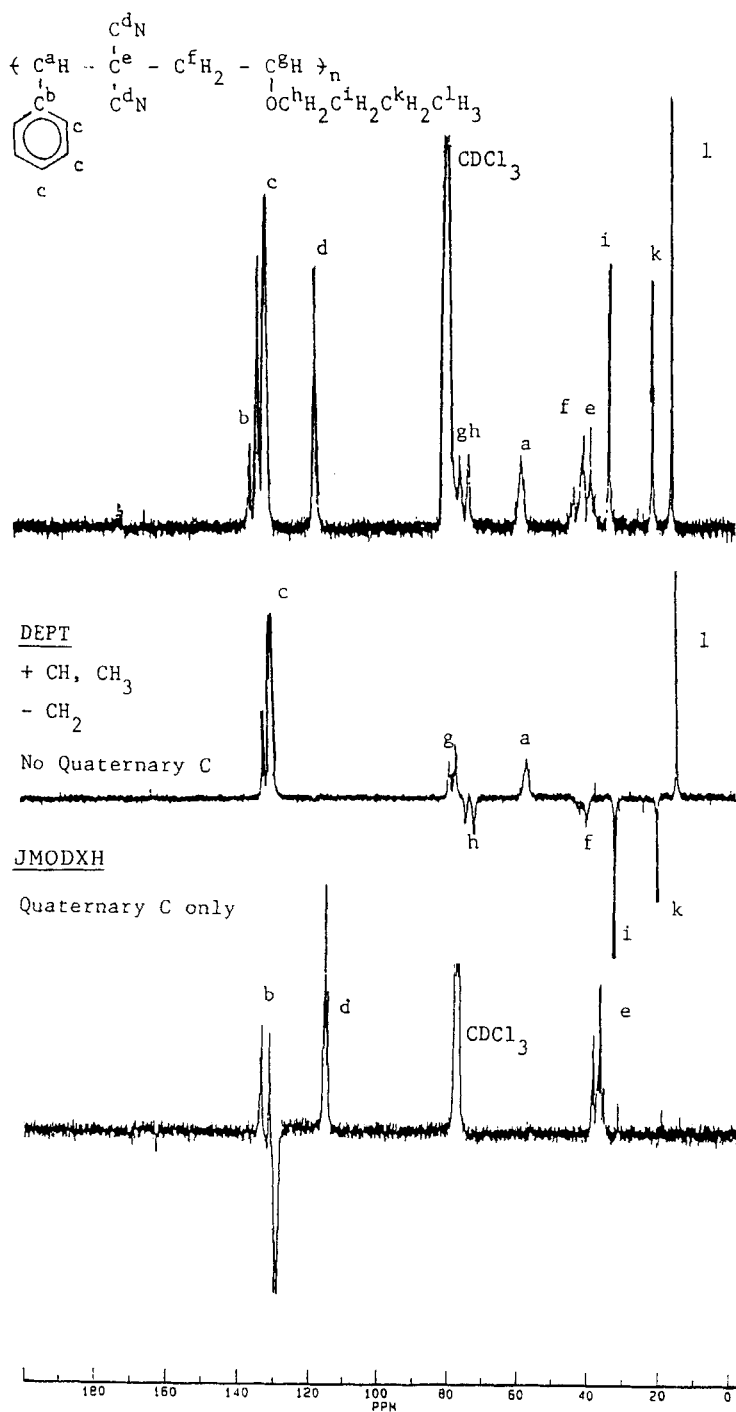 CᵈN
( CᵃH - Cᵉ - CᶠH₂ - CᵍH )ₙ
Cᵇ CᵈN OCʰH₂CⁱH₂CᵏH₂CˡH₃
c
c
c
CDCl₃
l
c
d
i
k
b
f
e
gh
a
DEPT
+ CH, CH₃
- CH₂
No Quaternary C
c
l
g
a
h
f
i
k
JMODXH
Quaternary C only
b
d
CDCl₃
e
180 160 140 120 100 80 60 40 20 0
PPM